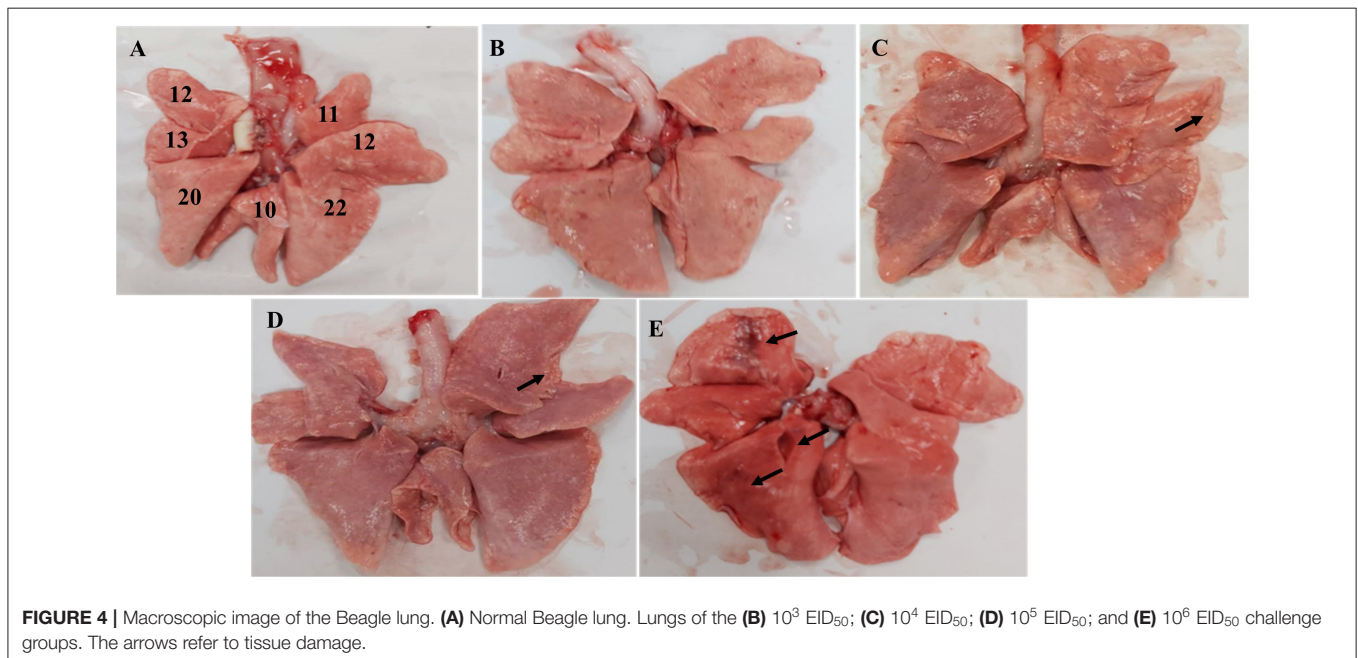 A
12
11
13
12
20
10
22
B
C
D
E
FIGURE 4 | Macroscopic image of the Beagle lung. (A) Normal Beagle lung. Lungs of the (B) 10³ EID₅₀; (C) 10⁴ EID₅₀; (D) 10⁵ EID₅₀; and (E) 10⁶ EID₅₀ challenge
groups. The arrows refer to tissue damage.